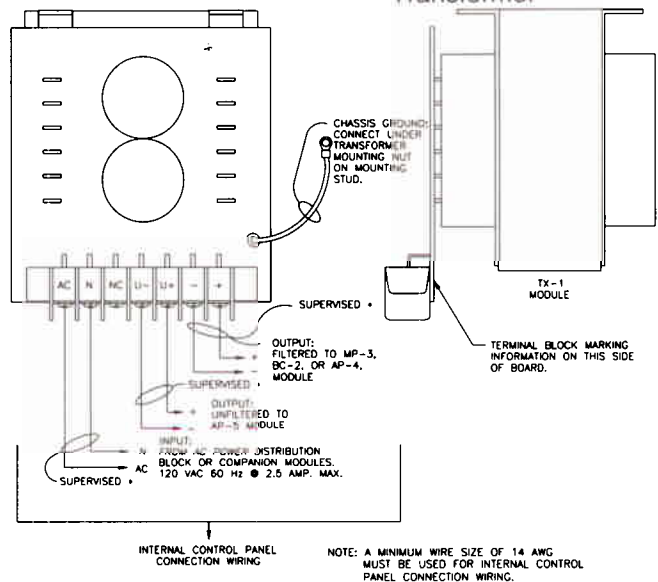 Transformer
CHASSIS GROUND:
CONNECT UNDER
TRANSFORMER
MOUNTING NUT
ON MOUNTING
STUD.
AC N NC U- U+ - +
TX-1
MODULE
SUPERVISED *
TERMINAL BLOCK MARKING
INFORMATION ON THIS SIDE
OF BOARD.
OUTPUT:
+ FILTERED TO MP-3,
BC-2, OR AP-4,
- MODULE
SUPERVISED *
OUTPUT:
+ UNFILTERED TO
- AP-5 MODULE
INPUT:
N FROM AC POWER DISTRIBUTION
BLOCK OR COMPANION MODULES.
AC 120 VAC 60 Hz @ 2.5 AMP. MAX.
SUPERVISED *
INTERNAL CONTROL PANEL
CONNECTION WIRING
NOTE: A MINIMUM WIRE SIZE OF 14 AWG
MUST BE USED FOR INTERNAL CONTROL
PANEL CONNECTION WIRING.